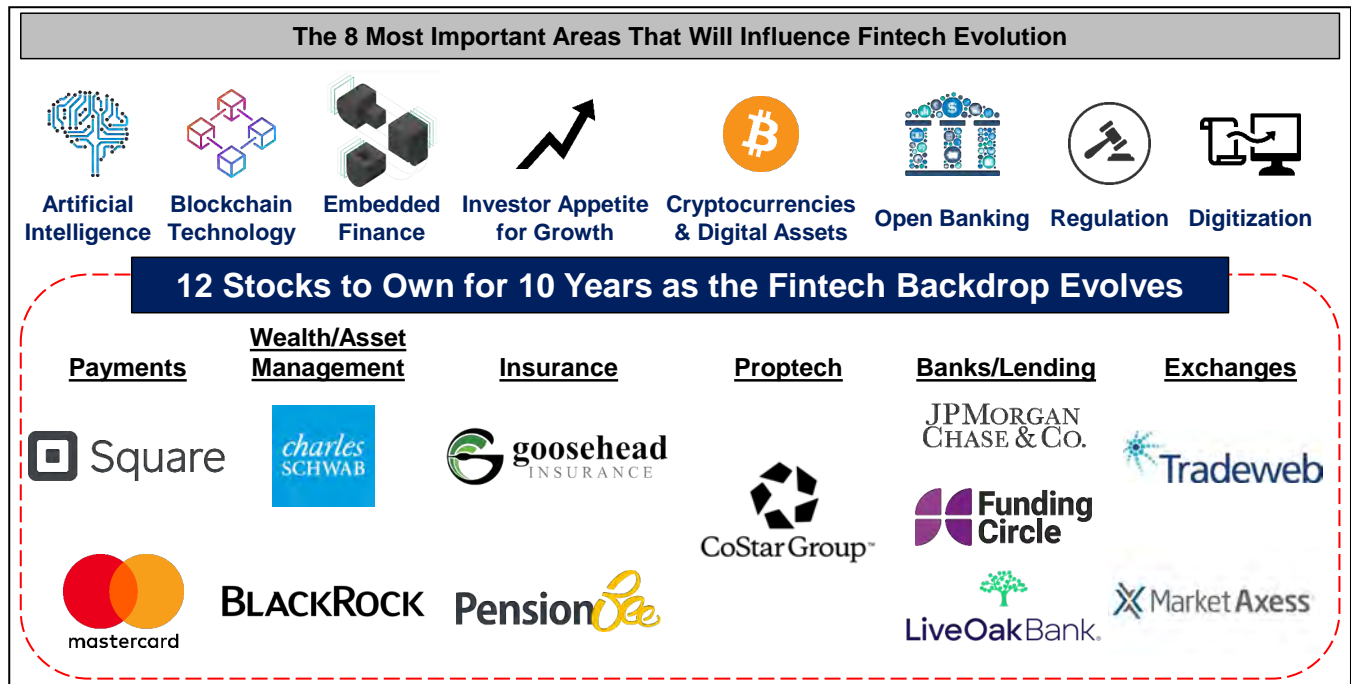 The 8 Most Important Areas That Will Influence Fintech Evolution
Artificial
Intelligence
Blockchain
Technology
Embedded
Finance
Investor Appetite
for Growth
Cryptocurrencies
& Digital Assets
Open Banking
Regulation
Digitization
12 Stocks to Own for 10 Years as the Fintech Backdrop Evolves
Payments
Square
mastercard
Wealth/Asset
Management
charles
SCHWAB
BLACKROCK
Insurance
goosehead
INSURANCE
PensionBee
Proptech
CoStar Group™
Banks/Lending
JPMORGAN
CHASE & CO.
Funding
Circle
LiveOakBank.
Exchanges
Tradeweb
MarketAxess